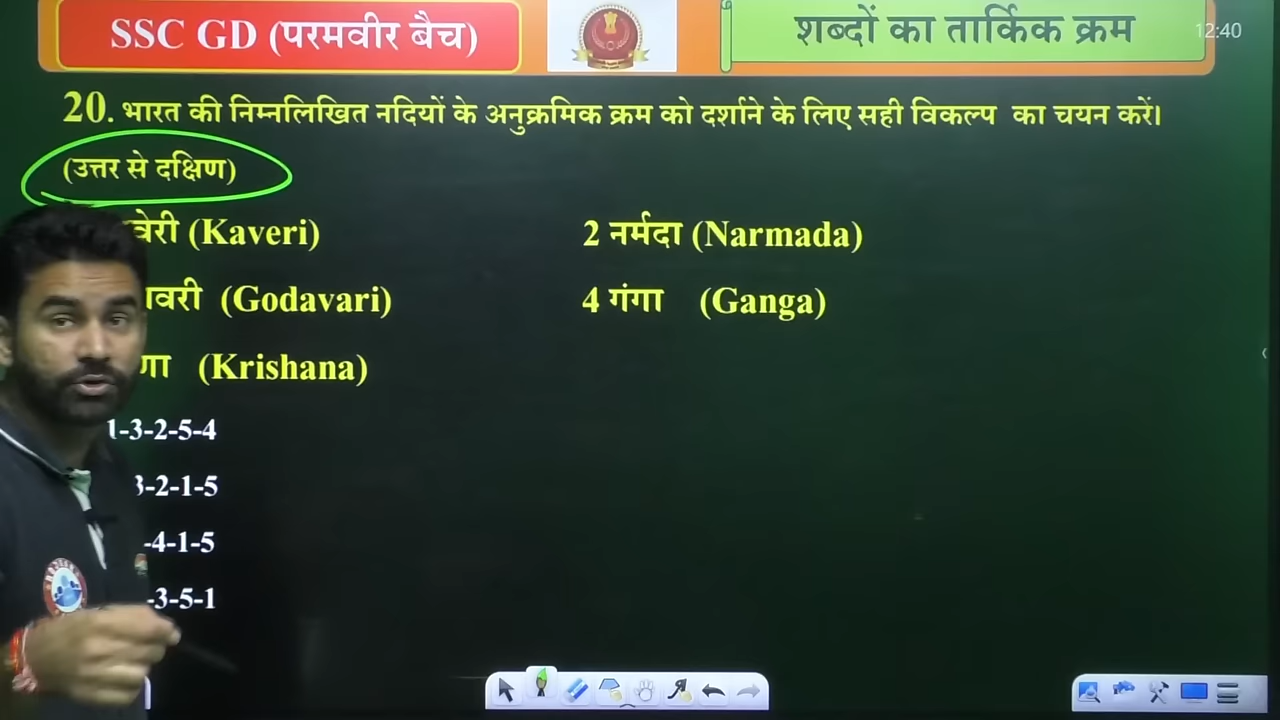 SSC GD (परमवीर बैच)
शब्दों का तार्किक क्रम
12:40
20. भारत की निम्नलिखित नदियों के अनुक्रमिक क्रम को दर्शाने के लिए सही विकल्प का चयन करें।
(उत्तर से दक्षिण)
वेरी (Kaveri) 2 नर्मदा (Narmada)
ावरी (Godavari) 4 गंगा (Ganga)
णा (Krishana)
1-3-2-5-4
3-2-1-5
-4-1-5
-3-5-1